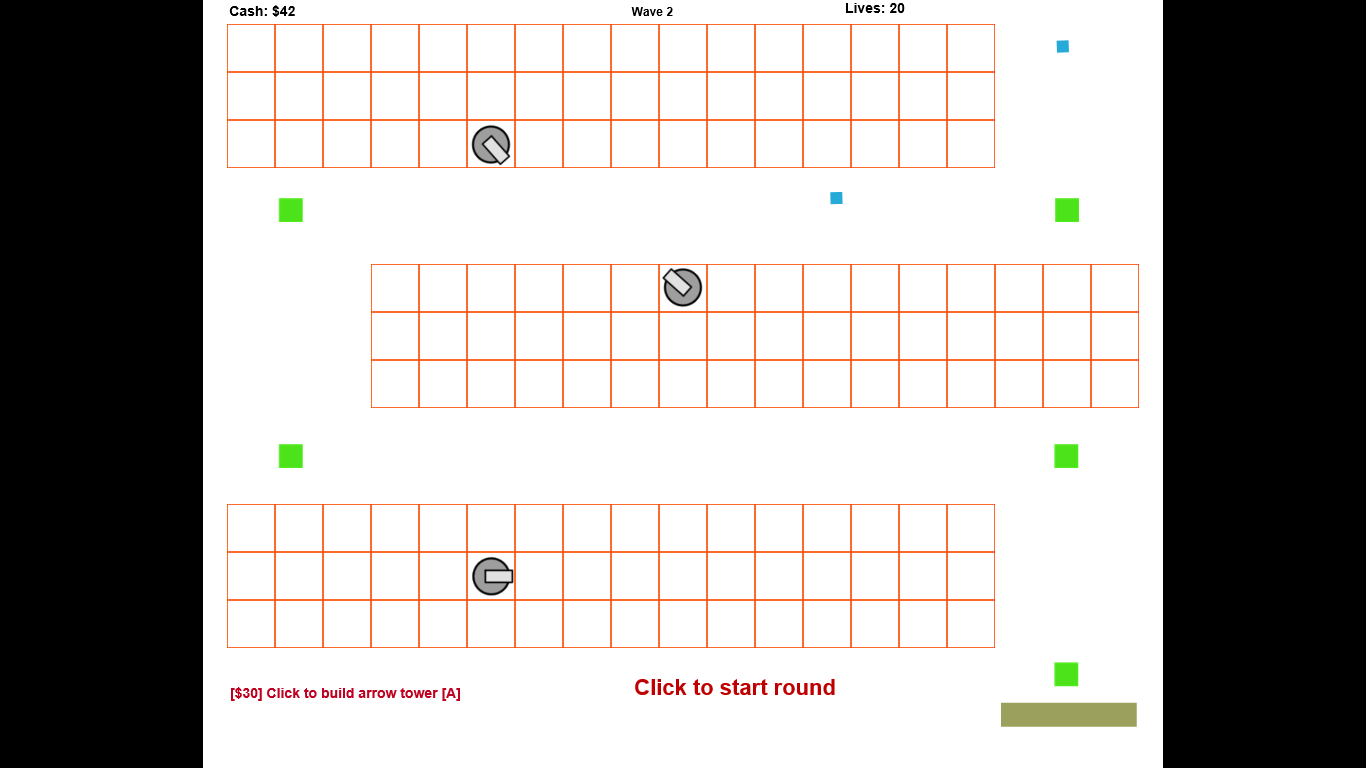 Cash: $42
Wave 2
Lives: 20
[$30] Click to build arrow tower [A]
Click to start round